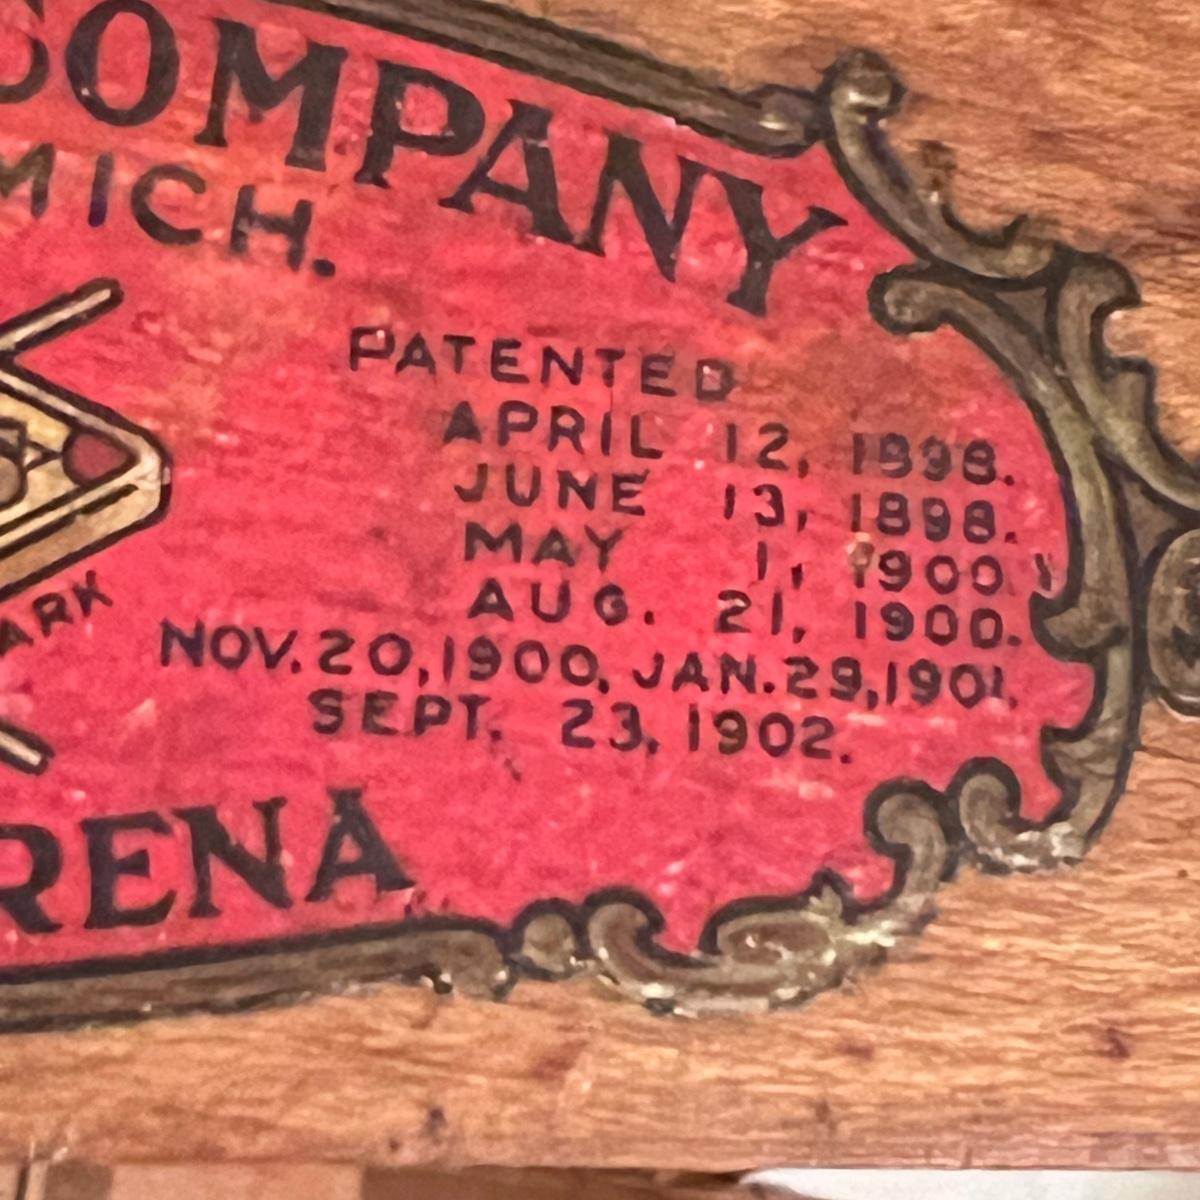 COMPANY
MICH.
PATENTED
APRIL 12, 1898.
JUNE 13, 1898.
MAY 1, 1900
AUG. 21, 1900.
NOV. 20, 1900, JAN. 29, 1901.
SEPT. 23, 1902.
ARK
RENA